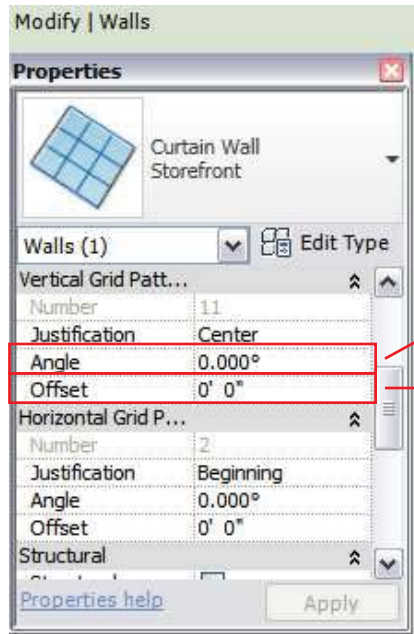 Modify | Walls
Properties
Curtain Wall
Storefront
Walls (1)
Edit Type
Vertical Grid Patt...
Number 11
Justification Center
Angle 0.000°
Offset 0' 0"
Horizontal Grid P...
Number 2
Justification Beginning
Angle 0.000°
Offset 0' 0"
Structural
Properties help
Apply